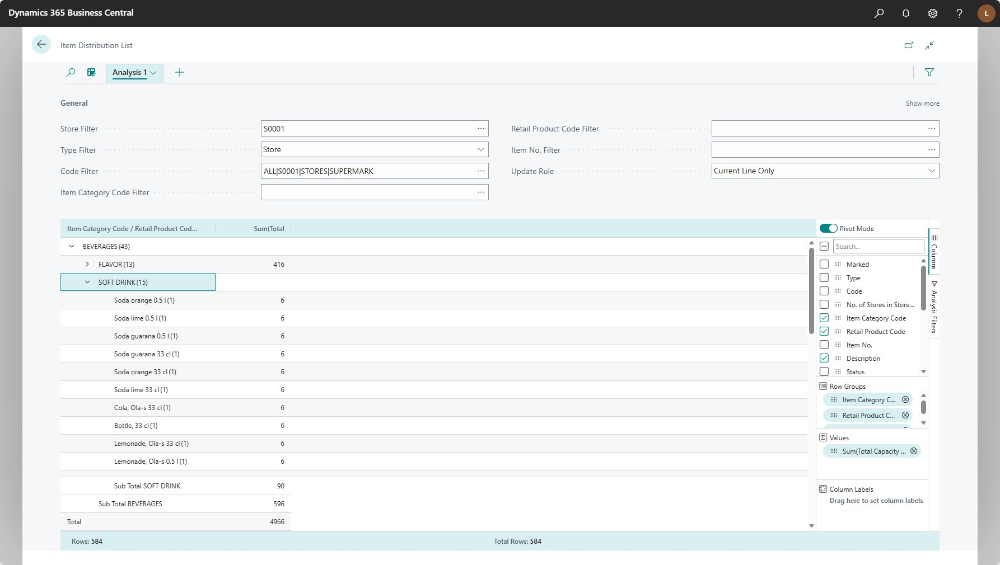 Dynamics 365 Business Central
L
Item Distribution List
Analysis 1
General
Show more
Store Filter
S0001
Retail Product Code Filter
Type Filter
Store
Item No. Filter
Code Filter
ALL|S0001|STORES|SUPERMARK
Update Rule
Current Line Only
Item Category Code Filter
Item Category Code / Retail Product Cod...
Sum(Total
BEVERAGES (43)
FLAVOR (13)
416
SOFT DRINK (15)
Soda orange 0.5 l (1)
6
Soda lime 0.5 l (1)
6
Soda guarana 0.5 l (1)
6
Soda guarana 33 cl (1)
6
Soda orange 33 cl (1)
6
Soda lime 33 cl (1)
6
Cola, Ola-s 33 cl (1)
6
Bottle, 33 cl (1)
6
Lemonade, Ola-s 33 cl (1)
6
Lemonade, Ola-s 0.5 l (1)
6
Sub Total SOFT DRINK
90
Sub Total BEVERAGES
596
Total
4966
Rows: 584
Total Rows: 584
Pivot Mode
Search...
Marked
Type
Code
No. of Stores in Store...
Item Category Code
Retail Product Code
Item No.
Description
Status
Row Groups
Item Category C...
Retail Product C...
Values
Sum(Total Capacity ...
Column Labels
Drag here to set column labels
Columns
Analysis Filters